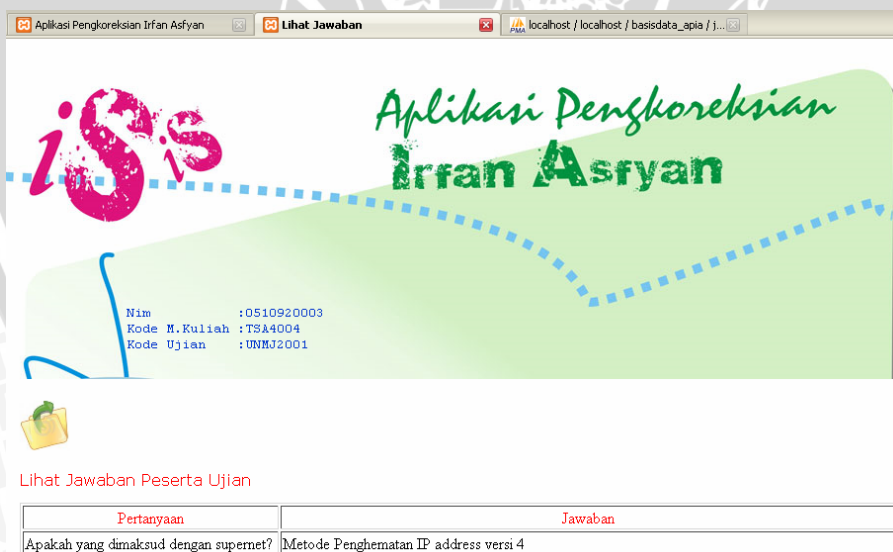 Aplikasi Pengkoreksian Irfan Asfyan Lihat Jawaban localhost / localhost / basisdata_apia / j...
iSis
Aplikasi Pengkoreksian
Irfan Asfyan
Nim :0510920003
Kode M.Kuliah :TSA4004
Kode Ujian :UNMJ2001
Lihat Jawaban Peserta Ujian
Pertanyaan Jawaban
Apakah yang dimaksud dengan supernet? Metode Penghematan IP address versi 4